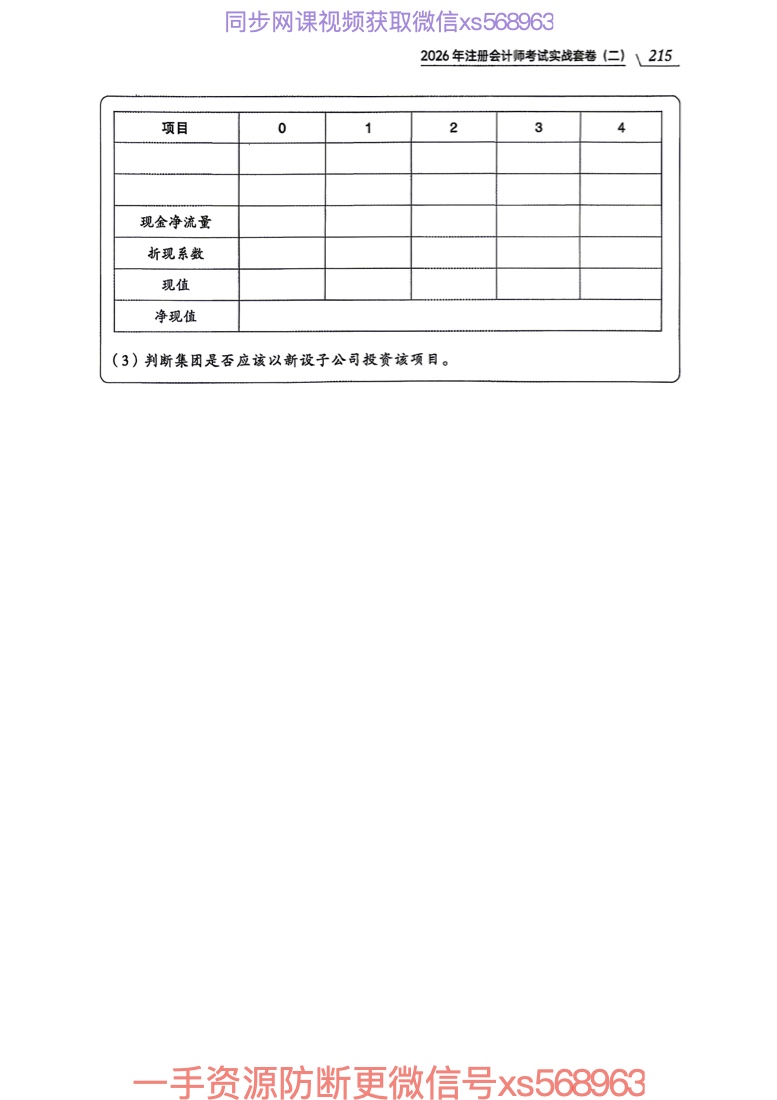 同步网课视频获取微信xs568963
2026年注册会计师考试实战套卷（二） 215
项目 0 1 2 3 4
现金净流量
折现系数
现值
净现值
（3）判断集团是否应该以新设子公司投资该项目。
一手资源防断更微信号xs568963